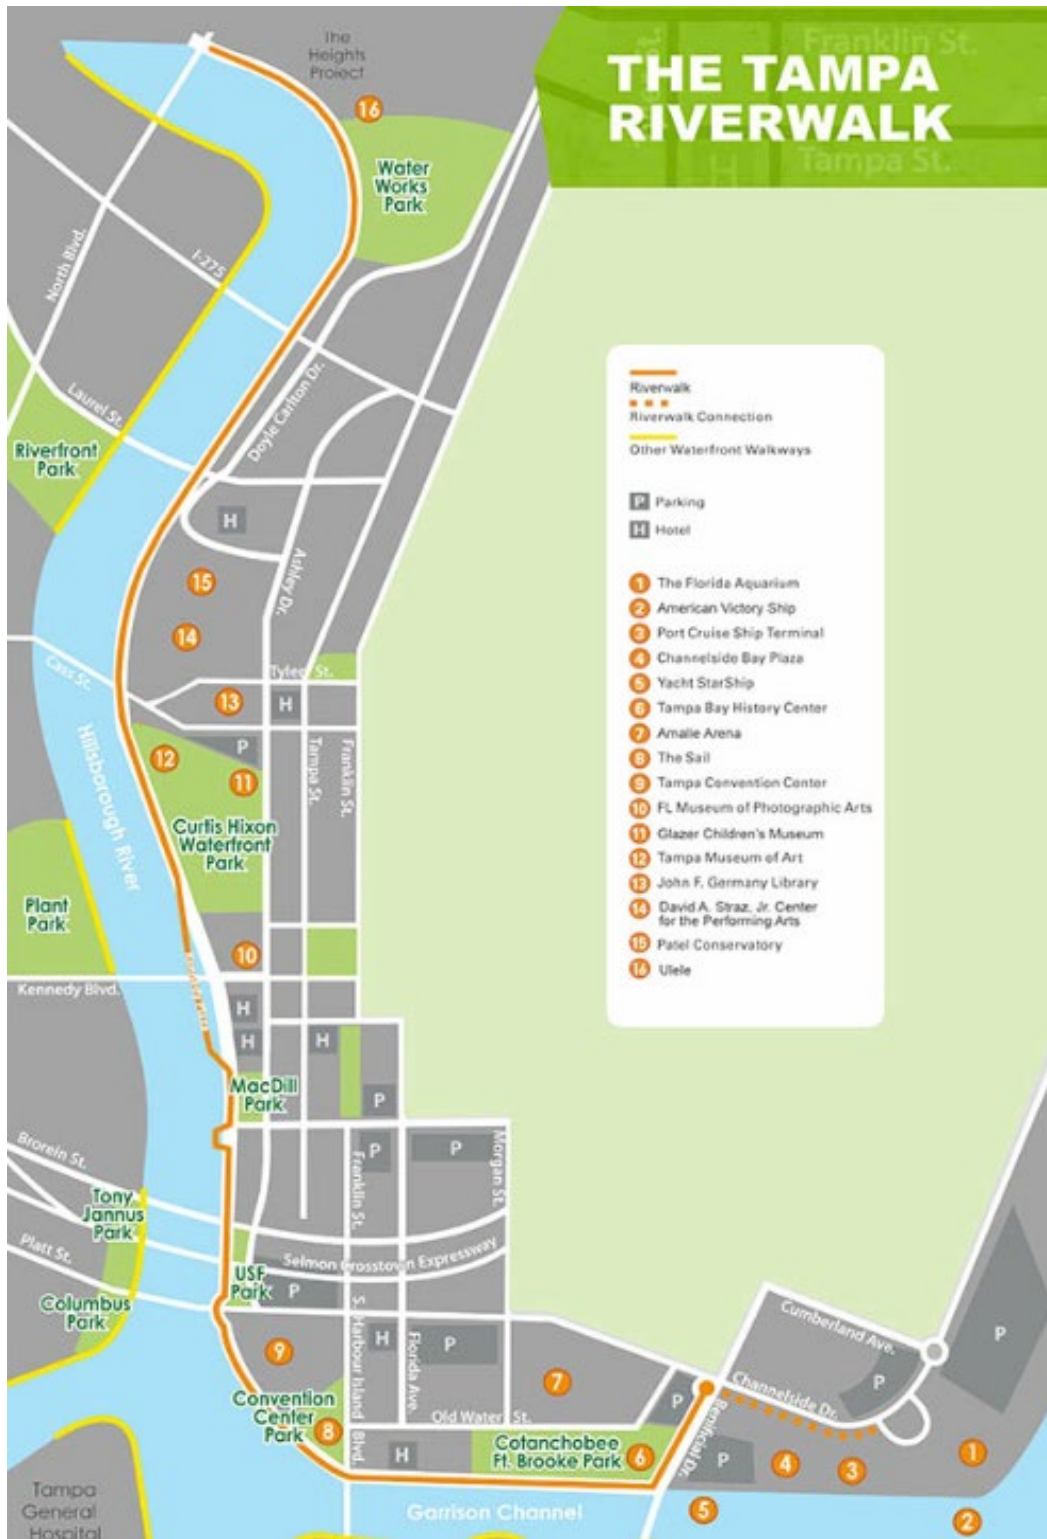 The
Heights
Project
16
THE TAMPA
RIVERWALK
Franklin St.
Tampa St.
H
Water
Works
Park
North Blvd.
I-275
Laurel St.
Doyle Carlton Dr.
Riverfront
Park
H
Ashley Dr.
15
14
Cass St.
Tyler St.
13
H
Hillsborough River
12
P
11
Tampa St.
Franklin St.
Curtis Hixon
Waterfront
Park
Plant
Park
10
Kennedy Blvd.
H
H
H
MacDill
Park
P
Brorein St.
P
P
Franklin St.
Morgan St.
Tony
Jannus
Park
Platt St.
Selmon Crosstown Expressway
USF
Park
P
Columbus
Park
S. Harbour Island Blvd.
9
H
Florida Ave.
P
7
Convention
Center
Park
8
Old Water St.
H
Cotanchobee
Ft. Brooke Park
6
P
Cumberland Ave.
P
P
Channelside Dr.
Benificial Dr.
P
4
3
1
5
2
Garrison Channel
Tampa
General
Hospital
Riverwalk
Riverwalk Connection
Other Waterfront Walkways
P Parking
H Hotel
1 The Florida Aquarium
2 American Victory Ship
3 Port Cruise Ship Terminal
4 Channelside Bay Plaza
5 Yacht StarShip
6 Tampa Bay History Center
7 Amalie Arena
8 The Sail
9 Tampa Convention Center
10 FL Museum of Photographic Arts
11 Glazer Children's Museum
12 Tampa Museum of Art
13 John F. Germany Library
14 David A. Straz, Jr. Center
for the Performing Arts
15 Patel Conservatory
16 Ulele